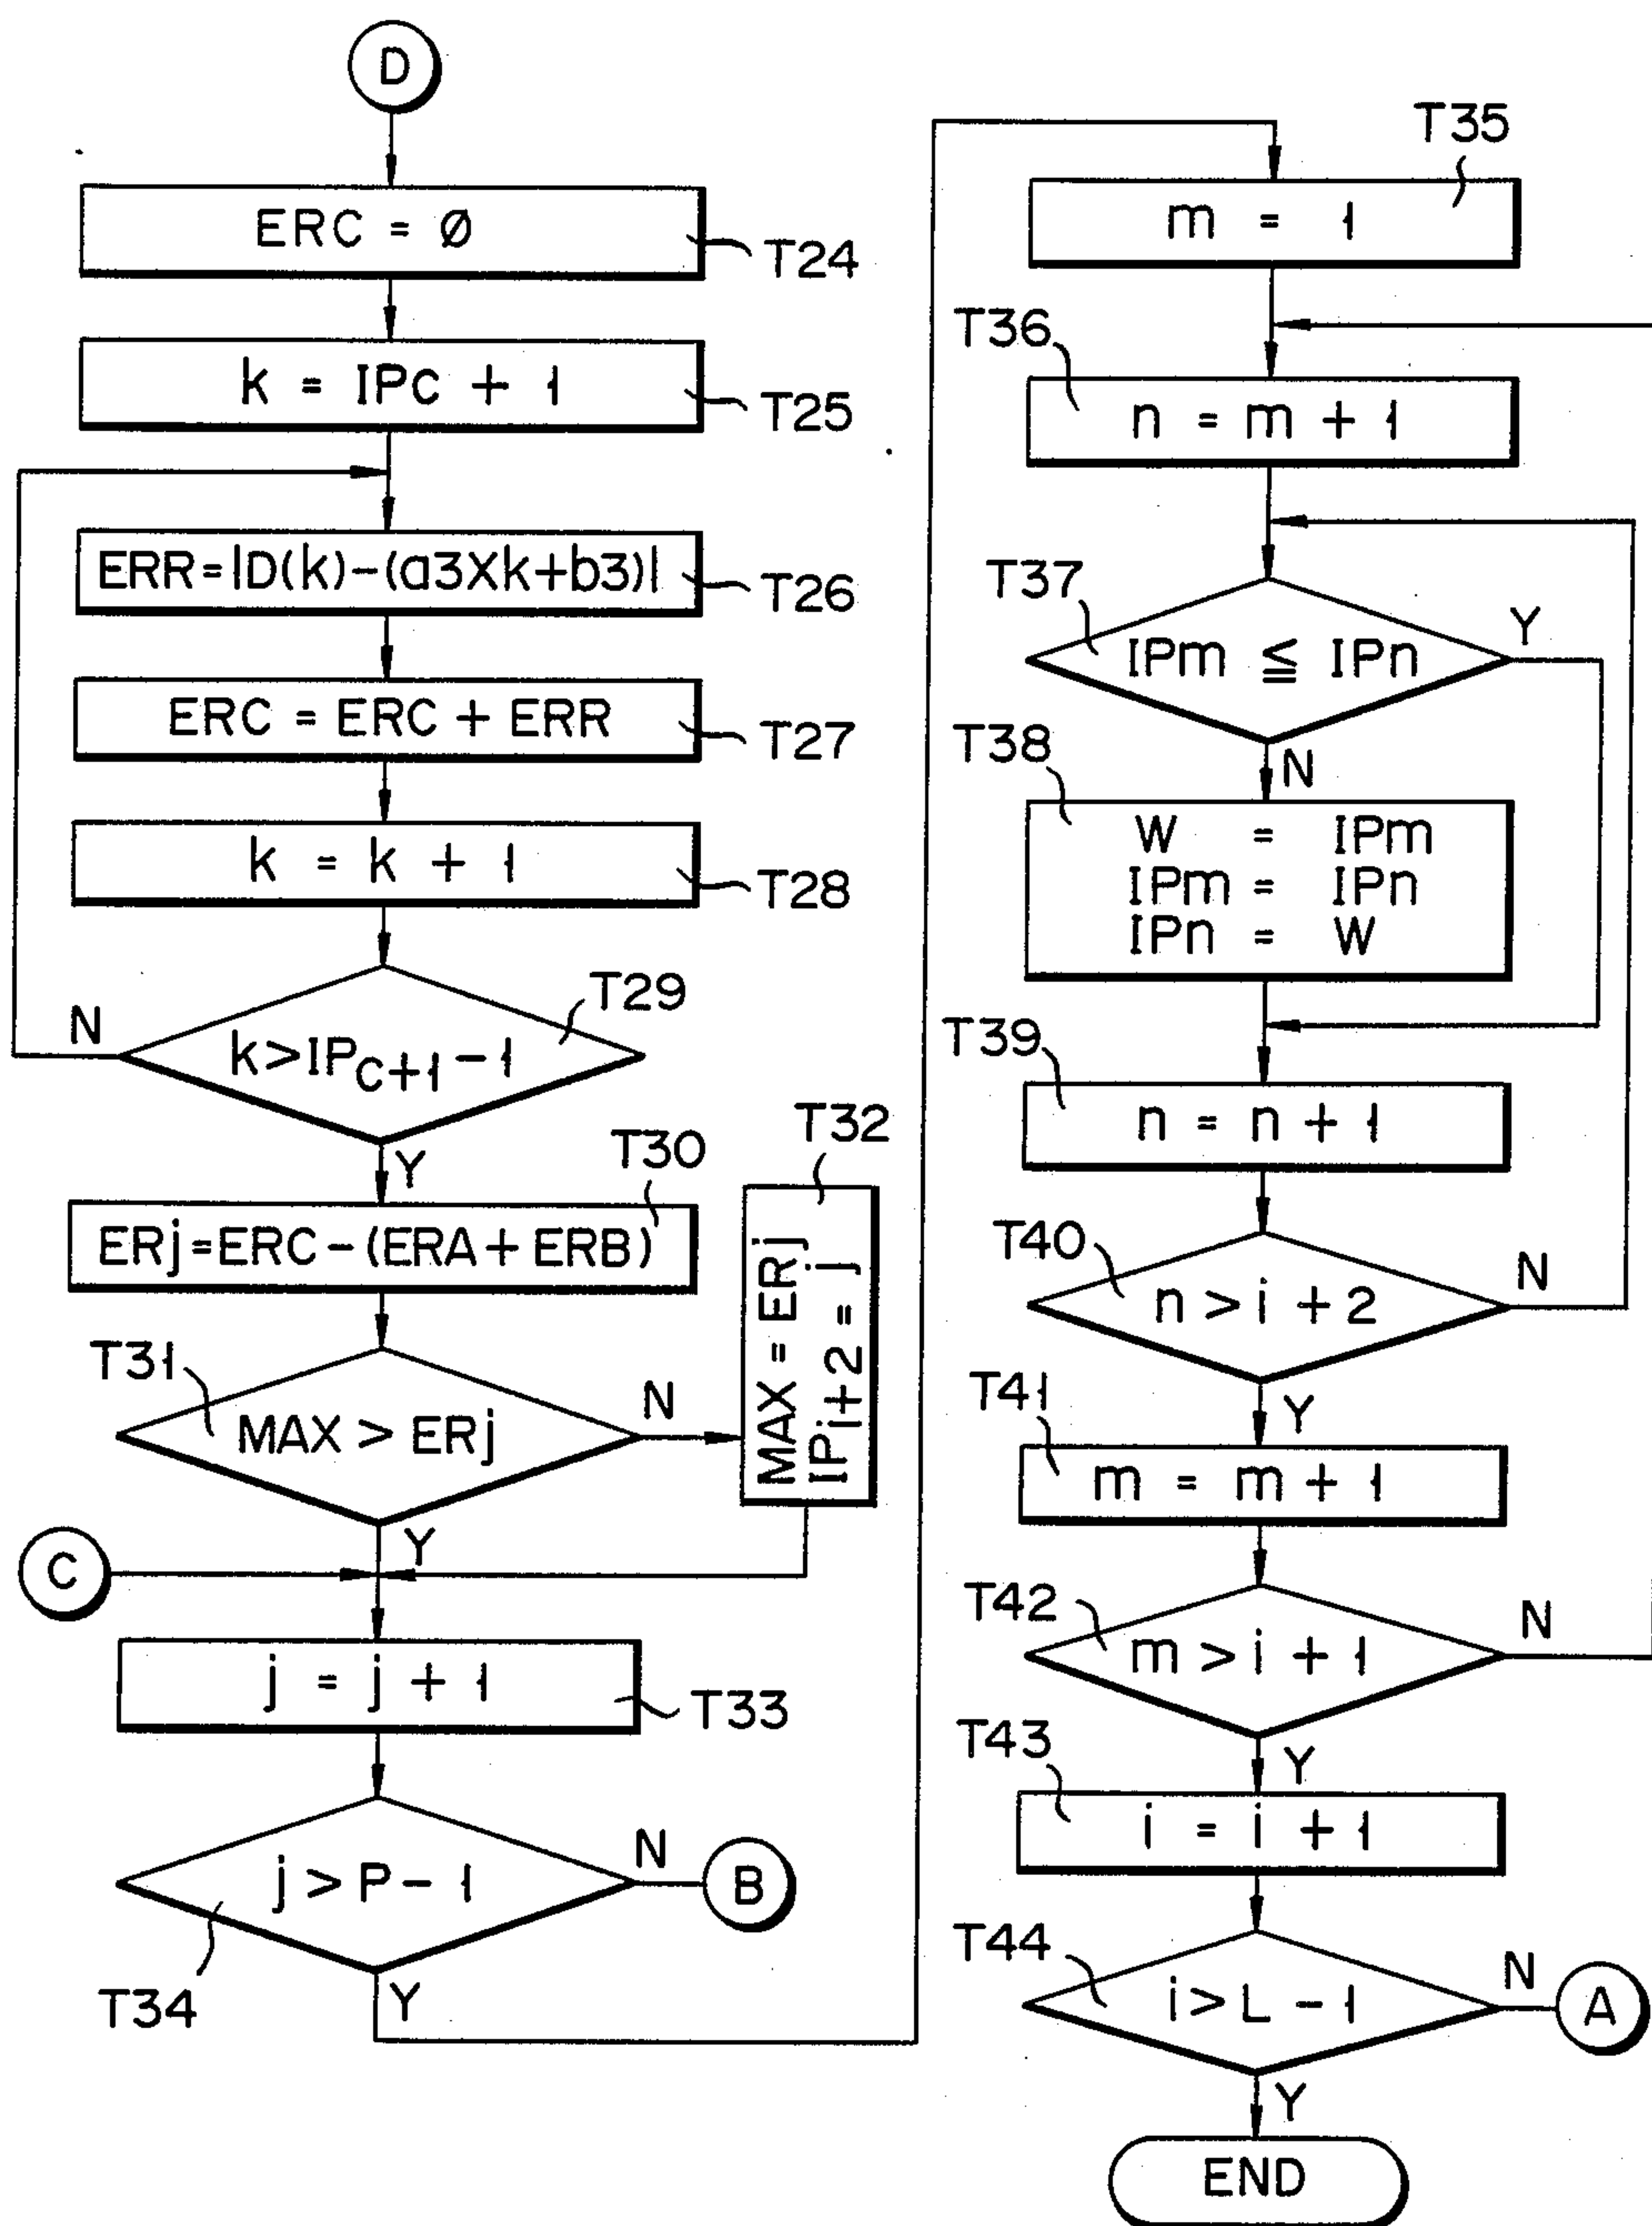 D
ERC = Ø
T24
k = IPc + 1
T25
ERR=|D(k)-(a3Xk+b3)|
T26
ERC = ERC + ERR
T27
k = k + 1
T28
T29
N
k>IPC+1-1
Y
T30
ERj=ERC-(ERA+ERB)
T31
MAX > ERj
N
T32
MAX = ERj
IPi+2 = j
Y
C
j = j + 1
T33
j > P - 1
N
B
T34
Y
T35
m = 1
T36
n = m + 1
T37
IPm ≦ IPn
Y
T38
N
W = IPm
IPm = IPn
IPn = W
T39
n = n + 1
T40
n > i + 2
N
T41
Y
m = m + 1
T42
m > i + 1
N
T43
Y
i = i + 1
T44
i > L - 1
N
A
Y
END